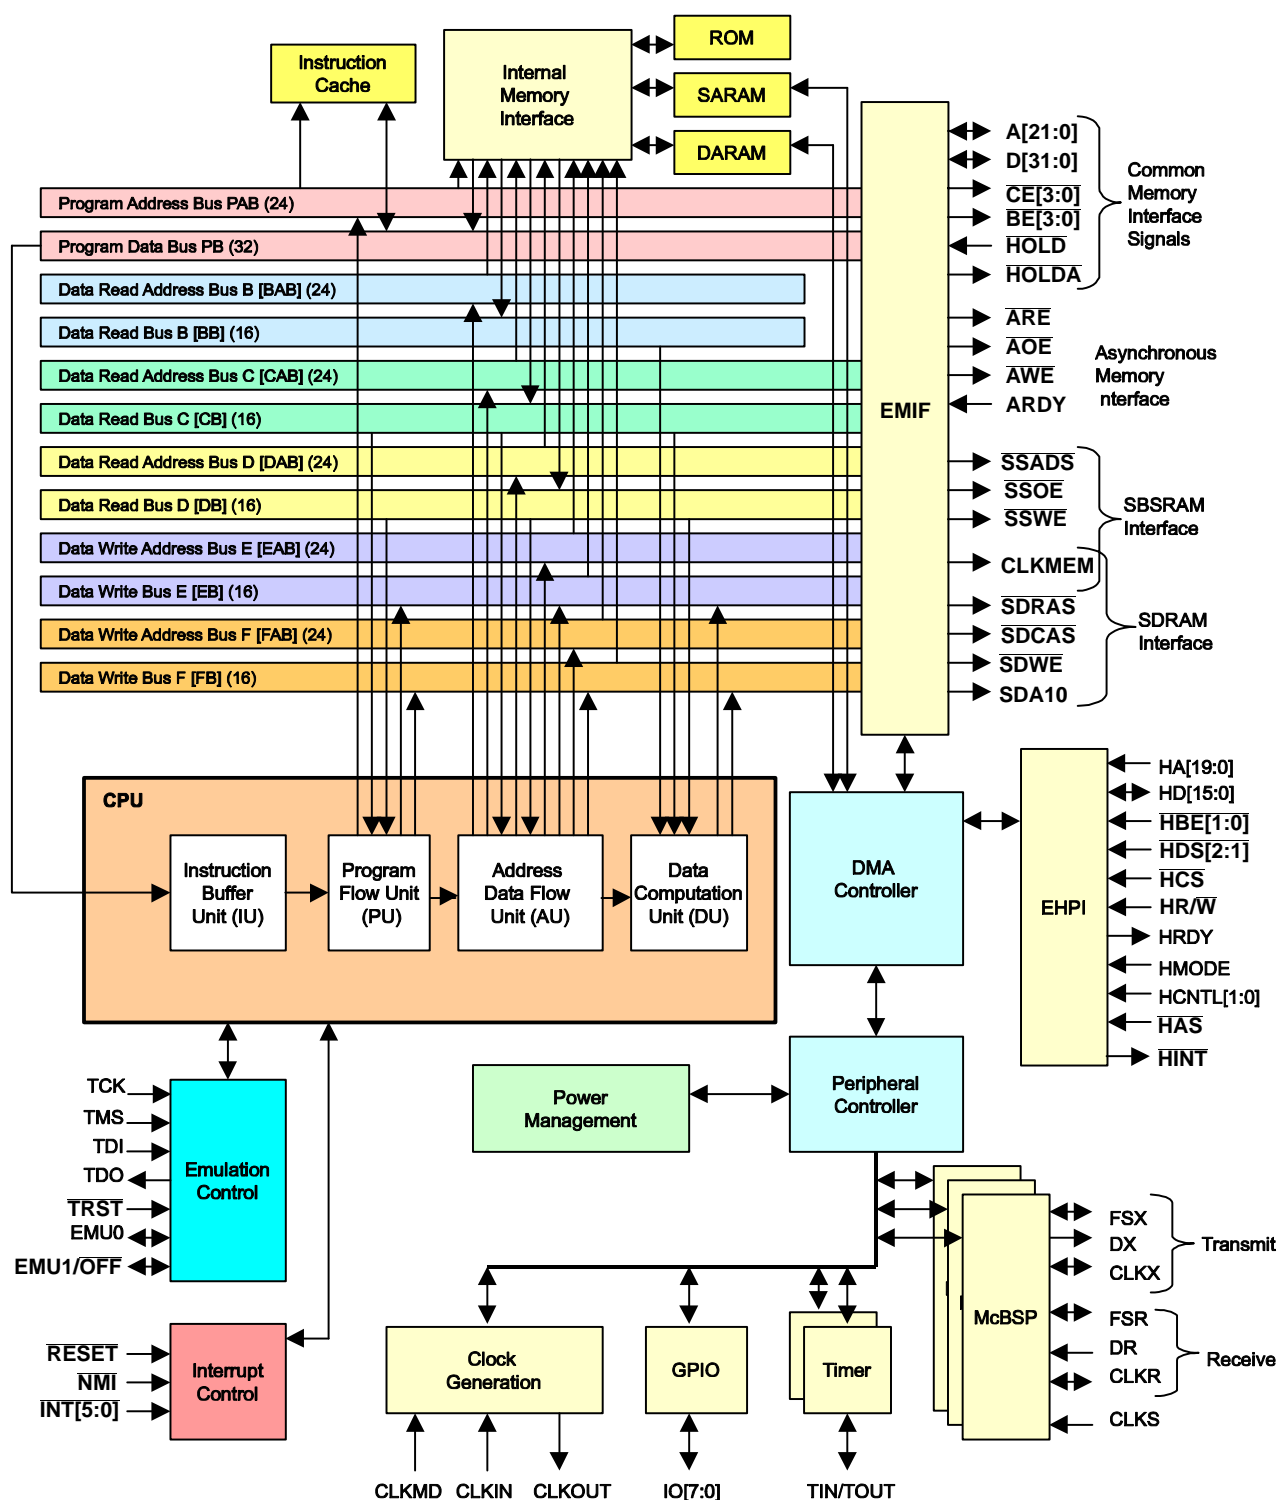 ROM
Instruction
Cache
Internal
Memory
Interface
SARAM
DARAM
A[21:0]
D[31:0]
CE[3:0]
BE[3:0]
HOLD
HOLDA
Common
Memory
Interface
Signals
Program Address Bus PAB (24)
Program Data Bus PB (32)
Data Read Address Bus B [BAB] (24)
Data Read Bus B [BB] (16)
Data Read Address Bus C [CAB] (24)
Data Read Bus C [CB] (16)
Data Read Address Bus D [DAB] (24)
Data Read Bus D [DB] (16)
Data Write Address Bus E [EAB] (24)
Data Write Bus E [EB] (16)
Data Write Address Bus F [FAB] (24)
Data Write Bus F [FB] (16)
EMIF
ARE
AOE
AWE
ARDY
Asynchronous
Memory
nterface
SSADS
SSOE
SSWE
CLKMEM
SBSRAM
Interface
SDRAS
SDCAS
SDWE
SDA10
SDRAM
Interface
CPU
Instruction
Buffer
Unit (IU)
Program
Flow Unit
(PU)
Address
Data Flow
Unit (AU)
Data
Computation
Unit (DU)
DMA
Controller
EHPI
HA[19:0]
HD[15:0]
HBE[1:0]
HDS[2:1]
HCS
HR/W
HRDY
HMODE
HCNTL[1:0]
HAS
HINT
Power
Management
Peripheral
Controller
TCK
TMS
TDI
TDO
TRST
EMU0
EMU1/OFF
Emulation
Control
RESET
NMI
INT[5:0]
Interrupt
Control
Clock
Generation
GPIO
Timer
McBSP
FSX
DX
CLKX
Transmit
FSR
DR
CLKR
Receive
CLKS
CLKMD
CLKIN
CLKOUT
IO[7:0]
TIN/TOUT